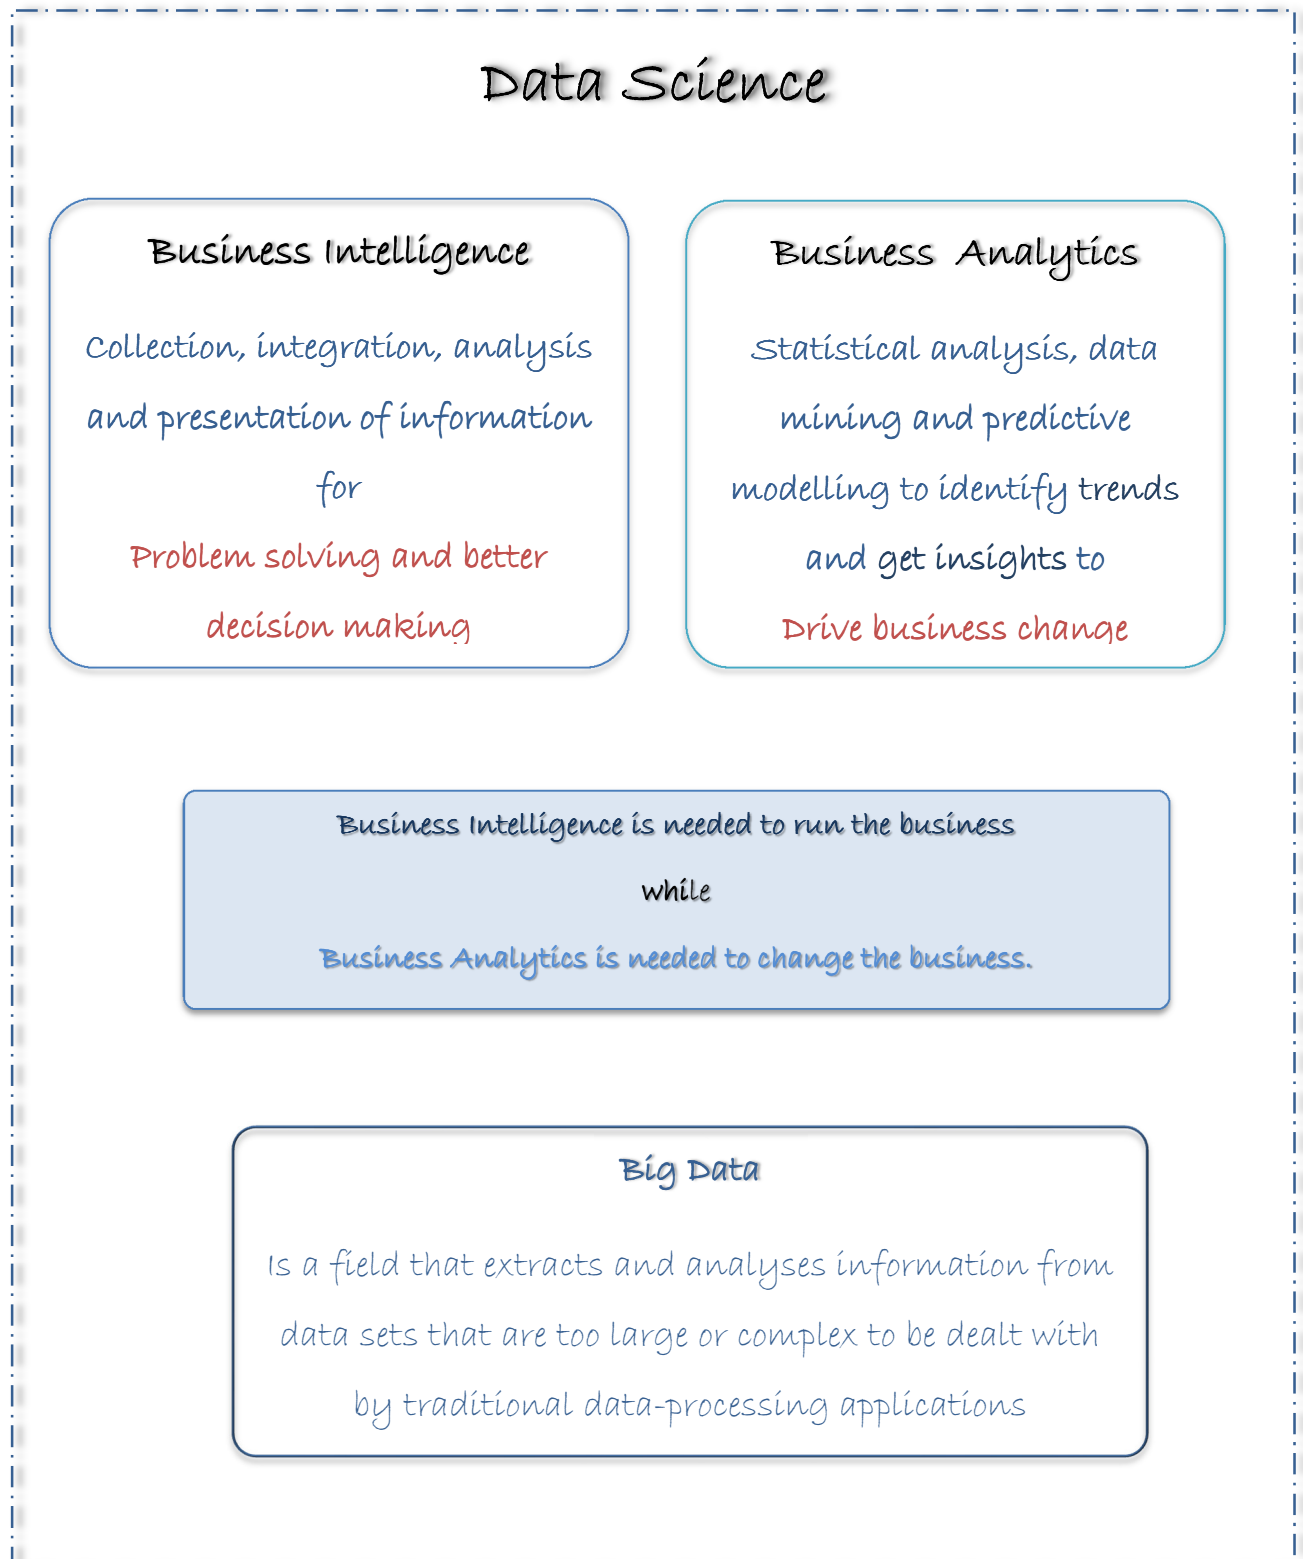 Data Science
Business Intelligence
Collection, integration, analysis
and presentation of information
for
Problem solving and better
decision making
Business Analytics
Statistical analysis, data
mining and predictive
modelling to identify trends
and get insights to
Drive business change
Business Intelligence is needed to run the business
while
Business Analytics is needed to change the business.
Big Data
Is a field that extracts and analyses information from
data sets that are too large or complex to be dealt with
by traditional data-processing applications